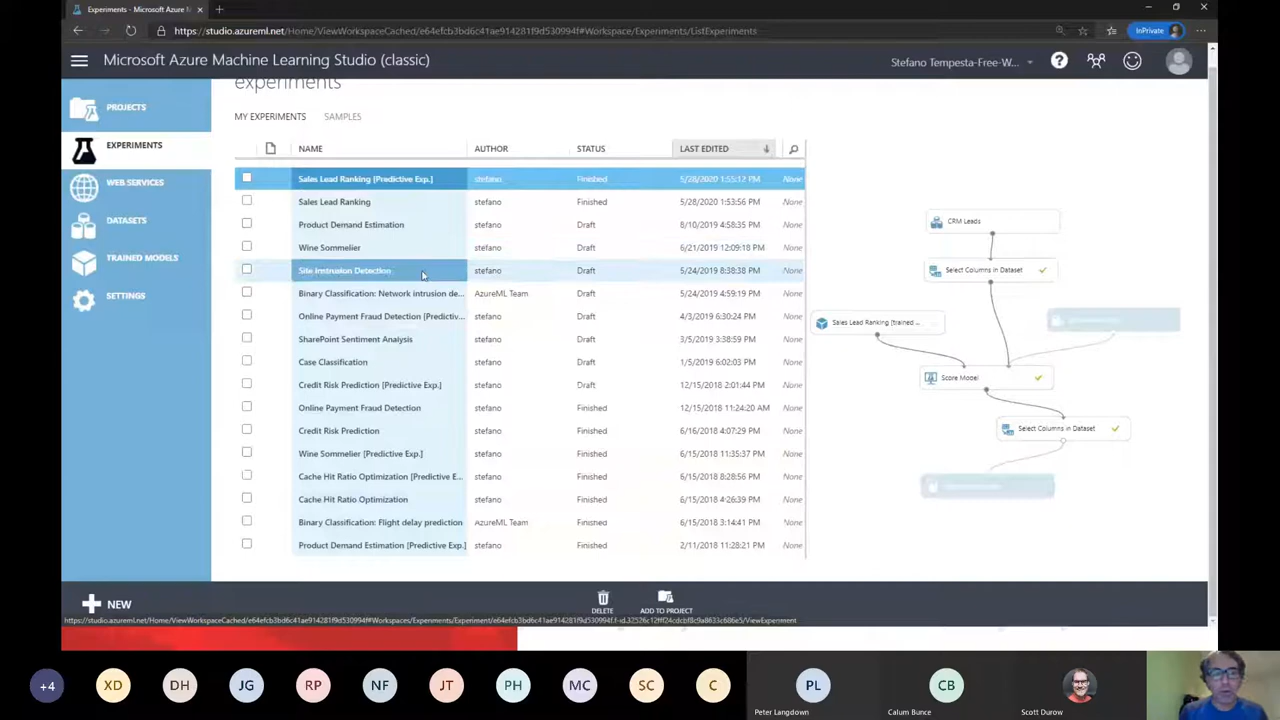 Experiments - Azure Machine M
https://studio.azureml.net/Home/ViewWorkspaceCached/e64efcb3bd6c41ae914281f9d530994f#Workspace/Experiments/ListExperiments
InPrivate
Microsoft Azure Machine Learning Studio (classic)
Stefano Tempesta-Free-W...
experiments
PROJECTS
EXPERIMENTS
WEB SERVICES
DATASETS
TRAINED MODELS
SETTINGS
MY EXPERIMENTS SAMPLES
NAME AUTHOR STATUS LAST EDITED
Sales Lead Ranking [Predictive Exp.] stefano Finished 5/28/2020 1:55:12 PM None
Sales Lead Ranking stefano Finished 5/28/2020 1:53:56 PM None
Product Demand Estimation stefano Draft 8/10/2019 4:58:35 PM None
Wine Sommelier stefano Draft 6/21/2019 12:09:18 PM None
Site Intrusion Detection stefano Draft 5/24/2019 8:38:38 PM None
Binary Classification: Network intrusion de... AzureML Team Draft 5/24/2019 4:59:19 PM None
Online Payment Fraud Detection [Predictiv... stefano Draft 4/3/2019 6:30:24 PM None
SharePoint Sentiment Analysis stefano Draft 3/5/2019 3:38:59 PM None
Case Classification stefano Draft 1/5/2019 6:02:03 PM None
Credit Risk Prediction [Predictive Exp.] stefano Draft 12/15/2018 2:01:44 PM None
Online Payment Fraud Detection stefano Finished 12/15/2018 11:24:20 AM None
Credit Risk Prediction stefano Finished 6/16/2018 4:07:29 PM None
Wine Sommelier [Predictive Exp.] stefano Finished 6/15/2018 11:35:37 PM None
Cache Hit Ratio Optimization [Predictive E... stefano Finished 6/15/2018 8:28:56 PM None
Cache Hit Ratio Optimization stefano Finished 6/15/2018 4:26:39 PM None
Binary Classification: Flight delay prediction AzureML Team Finished 6/15/2018 3:14:41 PM None
Product Demand Estimation [Predictive Exp.] stefano Finished 2/11/2018 11:28:21 PM None
CRM Leads
Select Columns in Dataset
Sales Lead Ranking [trained ...
Score Model
Select Columns in Dataset
NEW
DELETE
ADD TO PROJECT
+4 XD DH JG RP NF JT PH MC SC C PL CB
Peter Langdown Calum Bunce Scott Durow